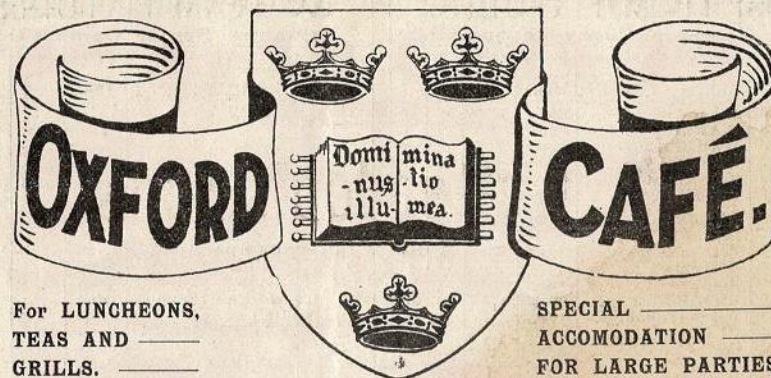 OXFORD
CAFÉ.
Domi
-nus
illu-
mina
-tio
mea.
For LUNCHEONS,
TEAS AND
GRILLS.
SPECIAL
ACCOMODATION
FOR LARGE PARTIES